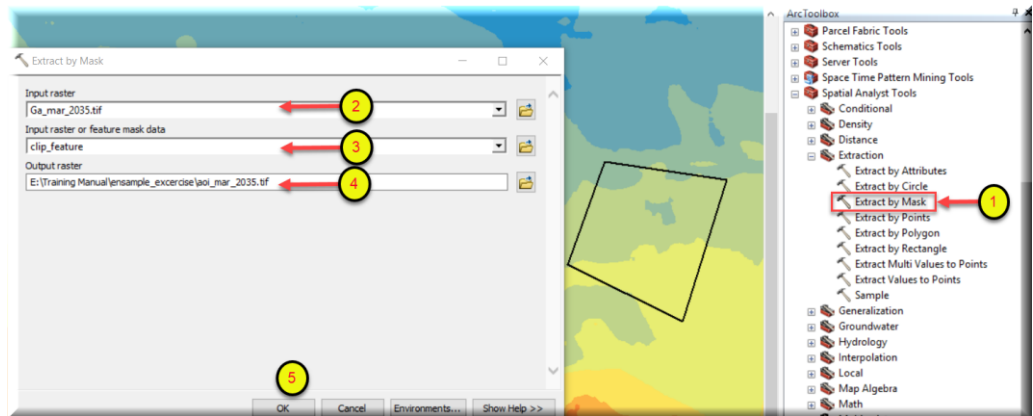 Extract by Mask
Input raster
Ga_mar_2035.tif
2
Input raster or feature mask data
clip_feature
3
Output raster
E:\Training Manual\ensample_excercise\aoi_mar_2035.tif
4
5
OK
Cancel
Environments...
Show Help >>
ArcToolbox
Parcel Fabric Tools
Schematics Tools
Server Tools
Space Time Pattern Mining Tools
Spatial Analyst Tools
Conditional
Density
Distance
Extraction
Extract by Attributes
Extract by Circle
Extract by Mask
1
Extract by Points
Extract by Polygon
Extract by Rectangle
Extract Multi Values to Points
Extract Values to Points
Sample
Generalization
Groundwater
Hydrology
Interpolation
Local
Map Algebra
Math